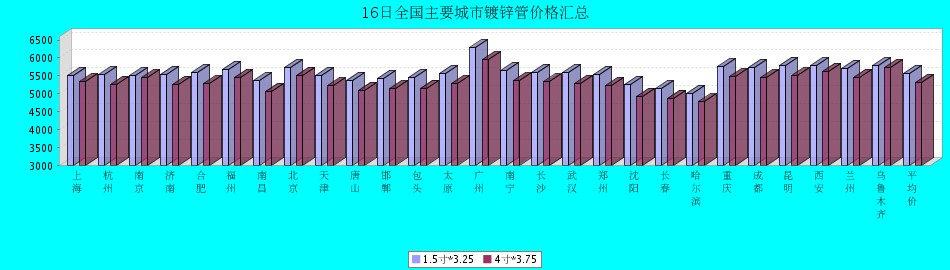 16日全国主要城市镀锌管价格汇总
6500
6000
5500
5000
4500
4000
3500
3000
上海 杭州 南京 济南 合肥 福州 南昌 北京 天津 唐山 邯郸 包头 太原 广州 南宁 长沙 武汉 郑州 沈阳 长春 哈尔滨 重庆 成都 昆明 西安 兰州 乌鲁木齐 平均价
1.5寸*3.25 4寸*3.75